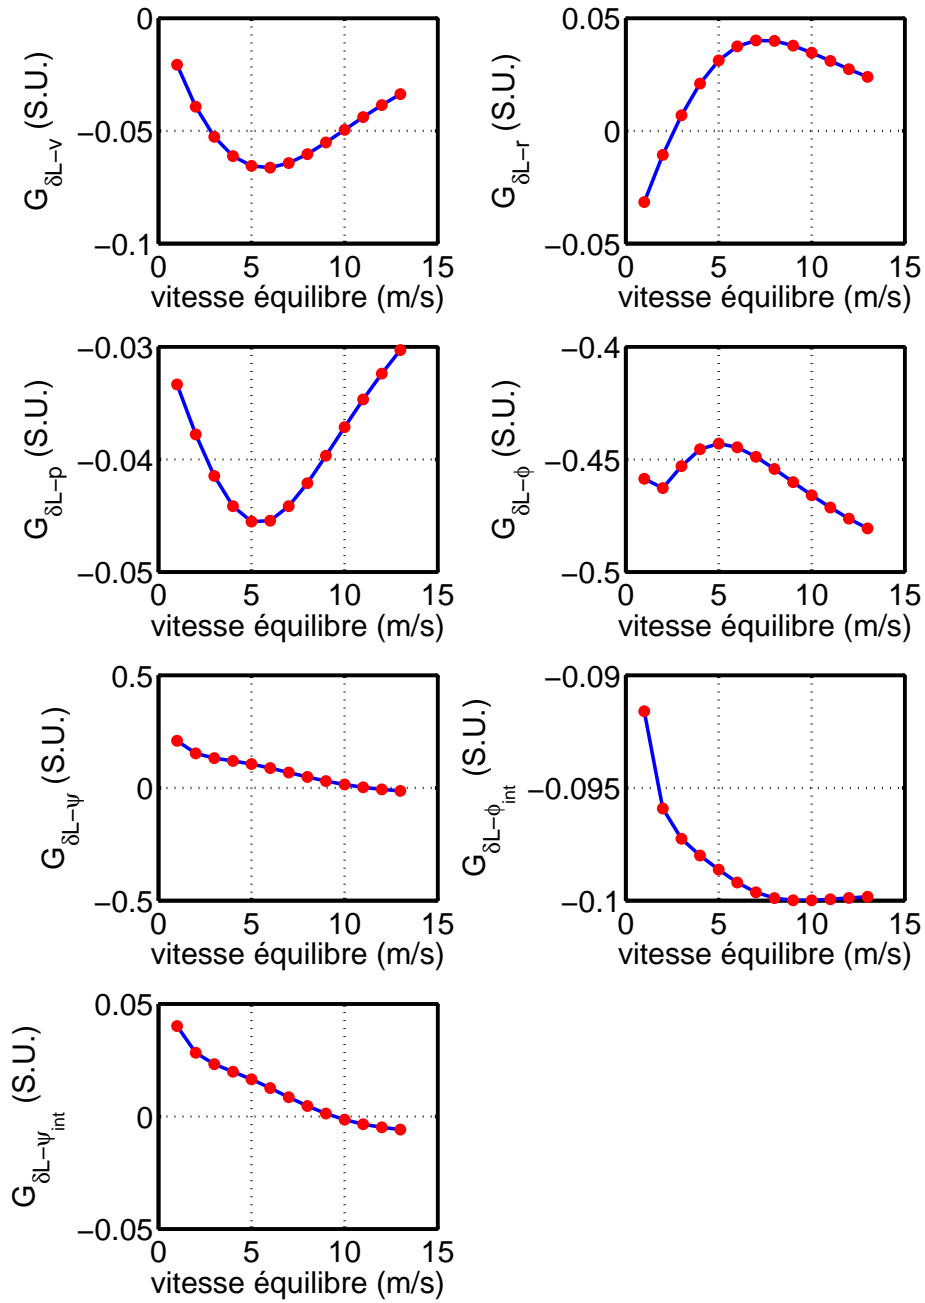 0
−0.05
−0.1
G δL−v (S.U.)
0 5 10 15
vitesse équilibre (m/s)
0.05
0
−0.05
G δL−r (S.U.)
0 5 10 15
vitesse équilibre (m/s)
−0.03
−0.04
−0.05
G δL−p (S.U.)
0 5 10 15
vitesse équilibre (m/s)
−0.4
−0.45
−0.5
G δL−ϕ (S.U.)
0 5 10 15
vitesse équilibre (m/s)
0.5
0
−0.5
G δL−ψ (S.U.)
0 5 10 15
vitesse équilibre (m/s)
−0.09
−0.095
−0.1
G δL−ϕ int (S.U.)
0 5 10 15
vitesse équilibre (m/s)
0.05
0
−0.05
G δL−ψ int (S.U.)
0 5 10 15
vitesse équilibre (m/s)